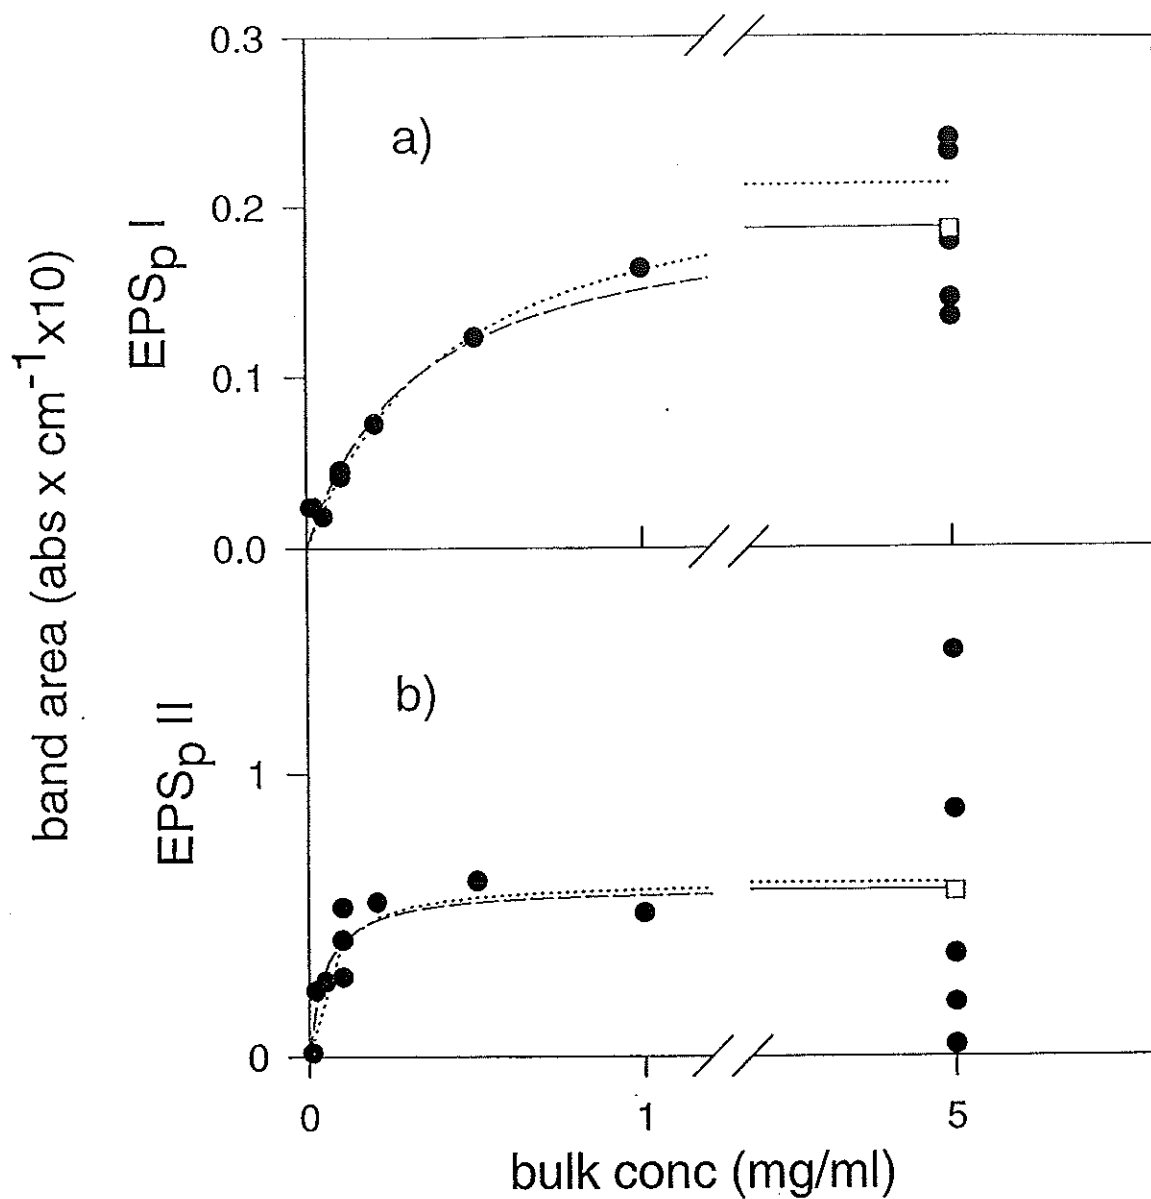 0.3
a)
0.2
0.1
0.0
EPSp I
band area (abs x cm-1x10)
b)
1
0
EPSp II
0 1 5
bulk conc (mg/ml)